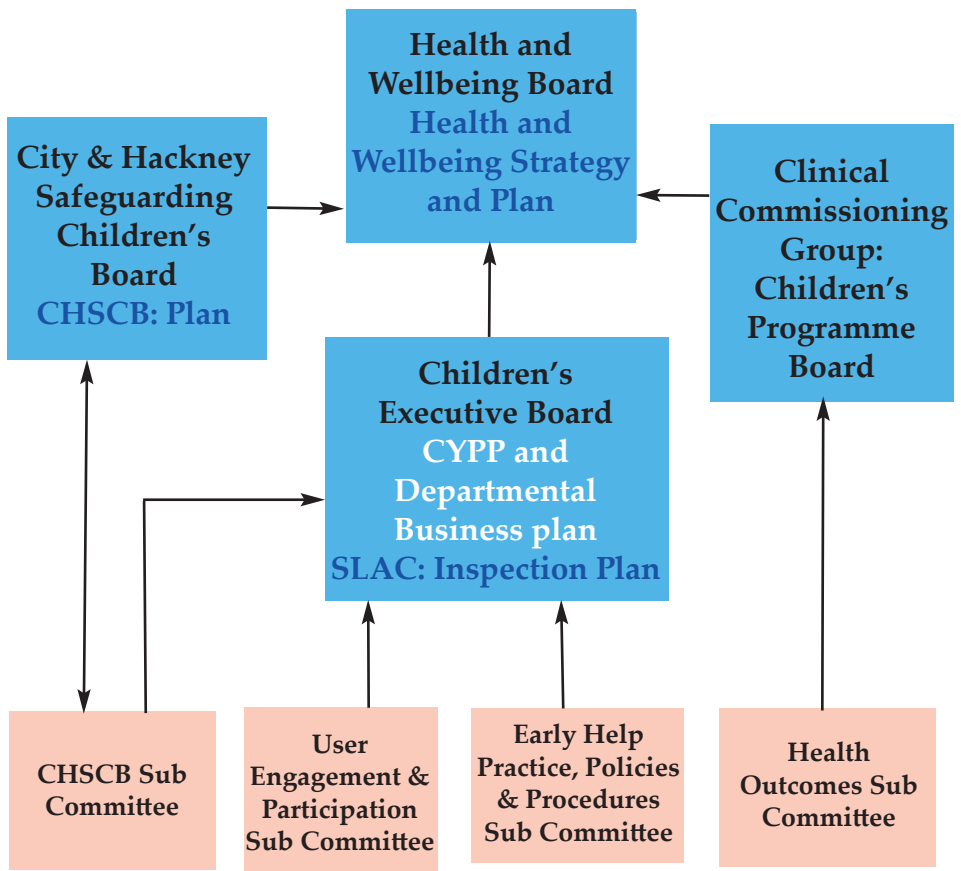 Health and
Wellbeing Board
Health and
Wellbeing Strategy
and Plan
City & Hackney
Safeguarding
Children's
Board
CHSCB: Plan
Clinical
Commissioning
Group:
Children's
Programme
Board
Children's
Executive Board
CYPP and
Departmental
Business plan
SLAC: Inspection Plan
CHSCB Sub
Committee
User
Engagement &
Participation
Sub Committee
Early Help
Practice, Policies
& Procedures
Sub Committee
Health
Outcomes Sub
Committee